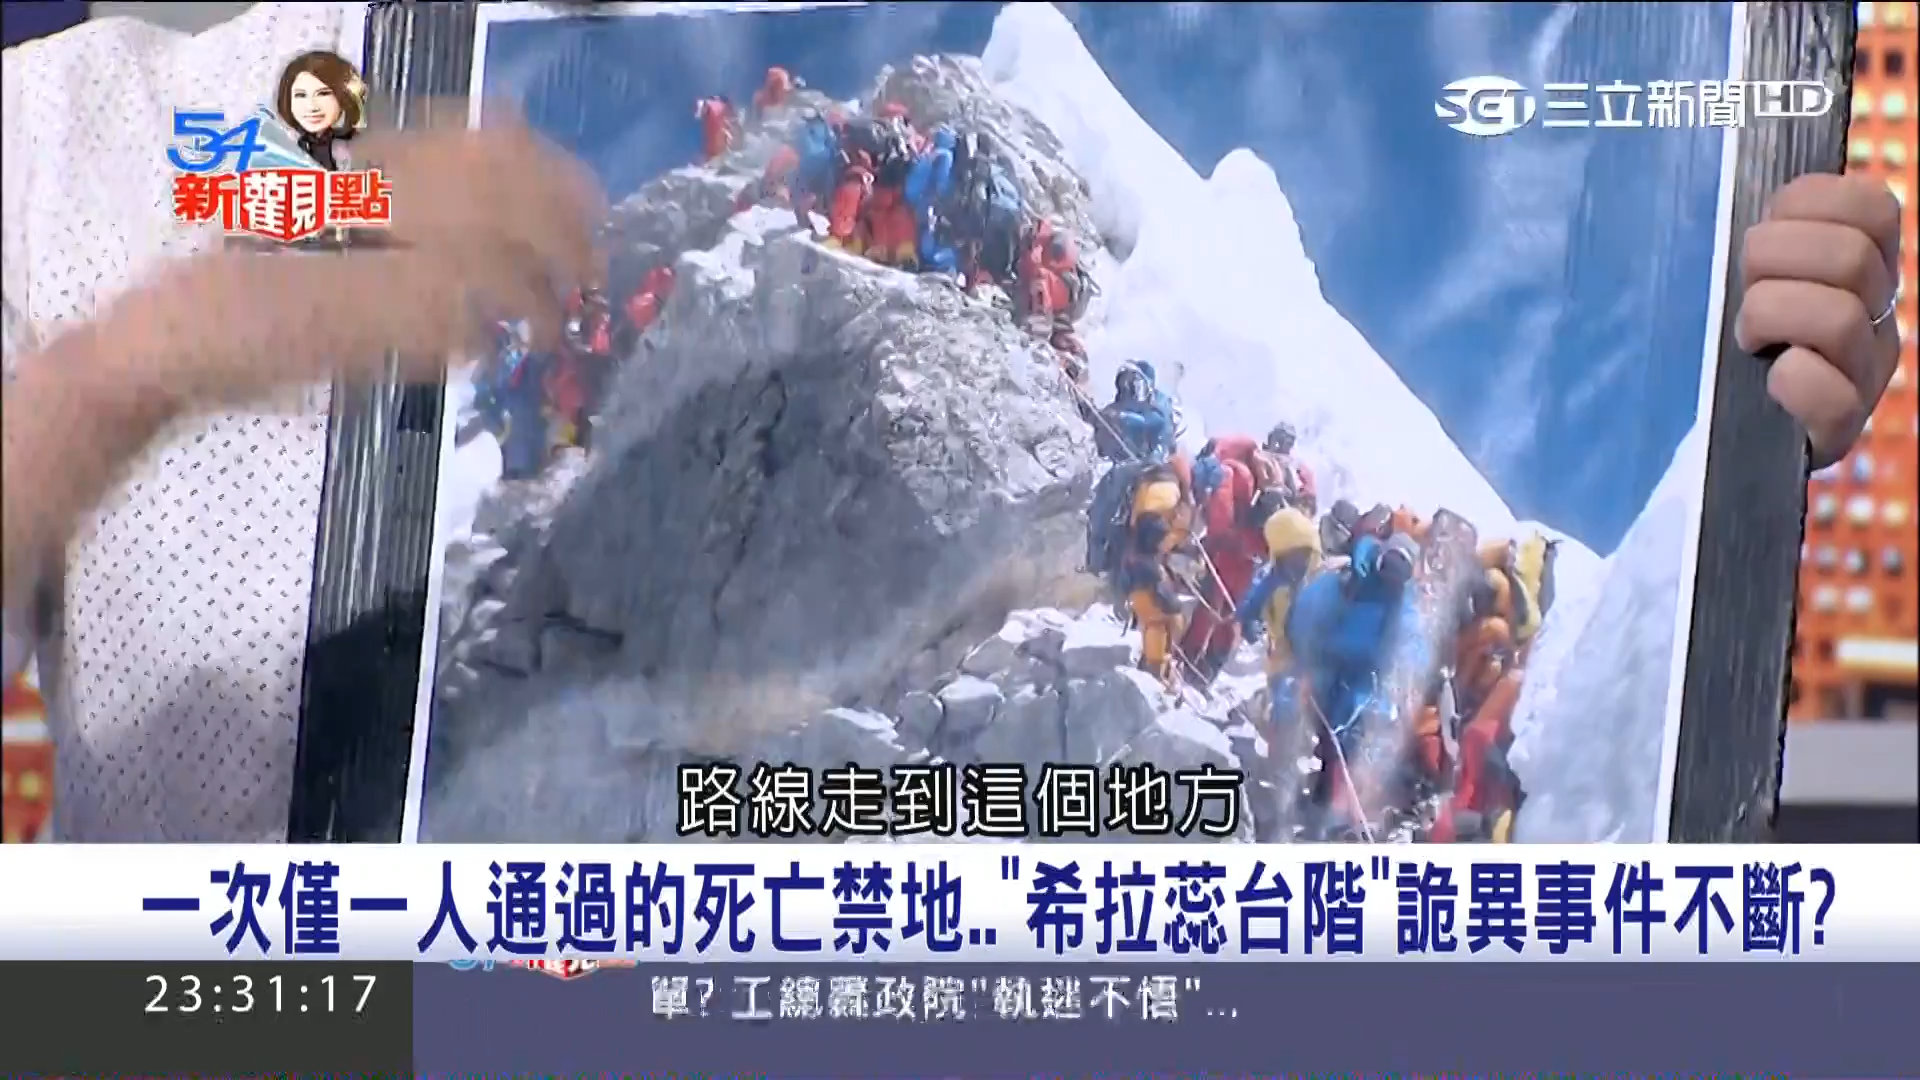 54
新觀點
SET三立新聞HD
路線走到這個地方
一次僅一人通過的死亡禁地.."希拉蕊台階"詭異事件不斷?
23:31:17
單?工總籲政院"執迷不悟"...